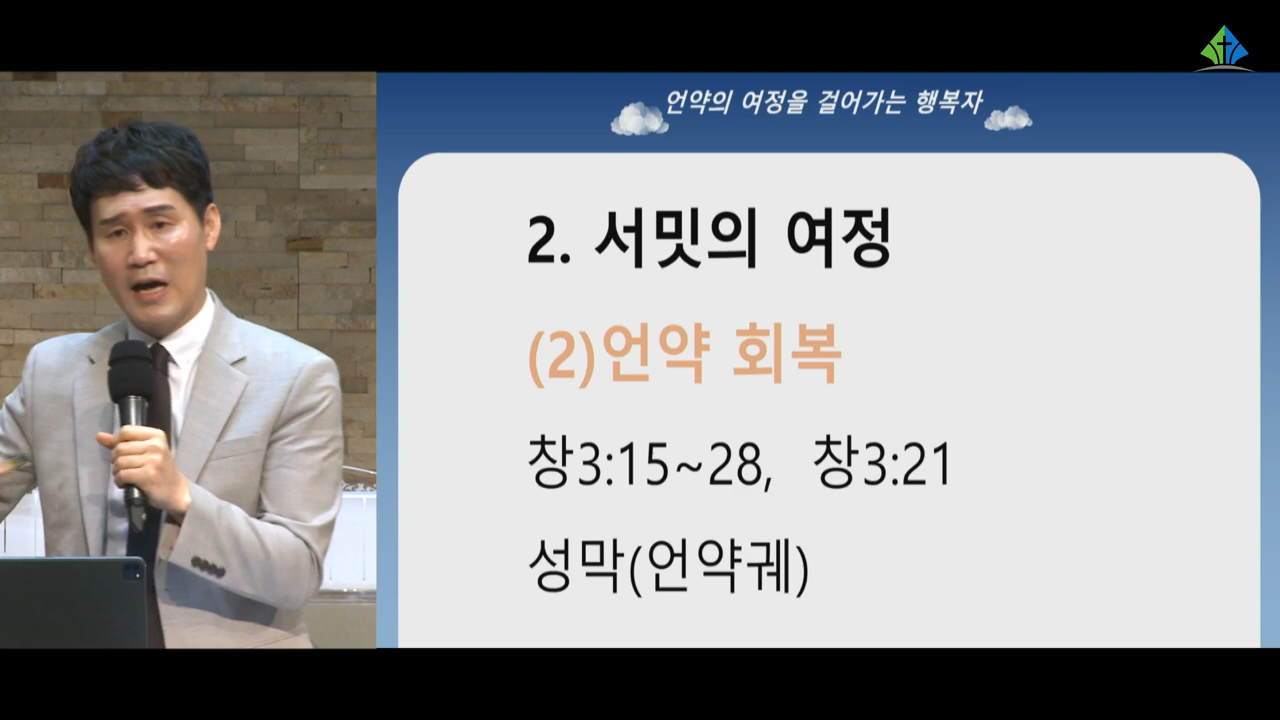 언약의 여정을 걸어가는 행복자
2. 서밋의 여정
(2)언약 회복
창3:15~28, 창3:21
성막(언약궤)